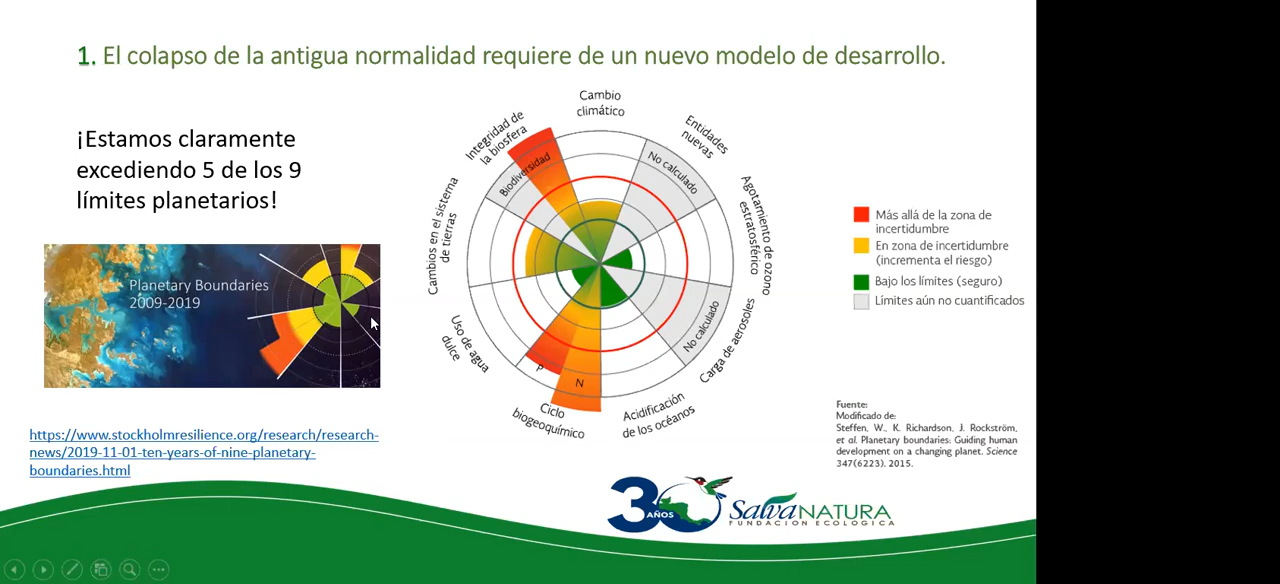 1. El colapso de la antigua normalidad requiere de un nuevo modelo de desarrollo.
¡Estamos claramente
excediendo 5 de los 9
límites planetarios!
Planetary Boundaries
2009-2019
https://www.stockholmresilience.org/research/research-
news/2019-11-01-ten-years-of-nine-planetary-
boundaries.html
Cambio
climático
Entidades
nuevas
No calculado
Agotamiento de ozono
estratosférico
Carga de aerosoles
No calculado
Acidificación
de los océanos
Ciclo
biogeoquímico
P
N
Uso de agua
dulce
Cambios en el sistema
de tierras
Integridad de
la biosfera
Biodiversidad
Más allá de la zona de
incertidumbre
En zona de incertidumbre
(incrementa el riesgo)
Bajo los límites (seguro)
Límites aún no cuantificados
Fuente:
Modificado de:
Steffen, W., K. Richardson, J. Rockström,
et al. Planetary boundaries: Guiding human
development on a changing planet. Science
347(6223). 2015.
30
AÑOS
SalvaNATURA
FUNDACIÓN ECOLÓGICA